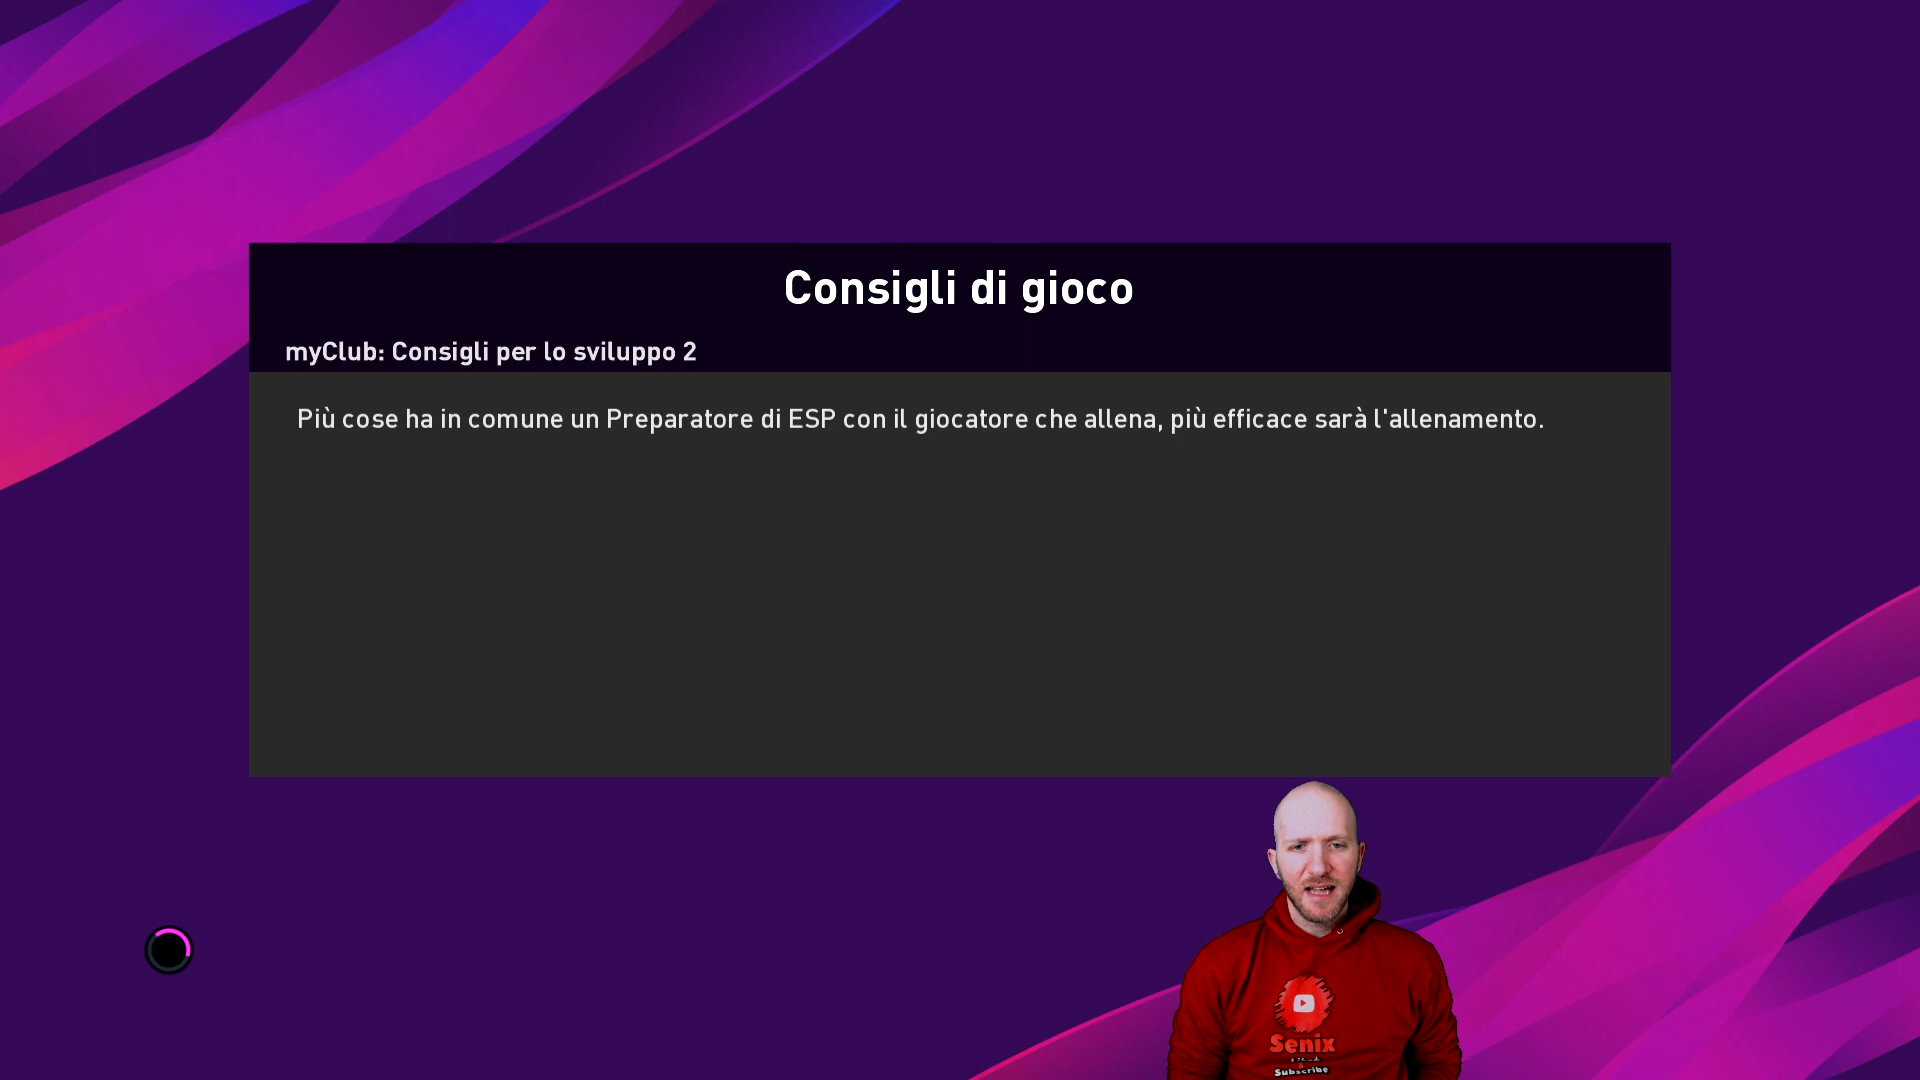 Consigli di gioco
myClub: Consigli per lo sviluppo 2
Più cose ha in comune un Preparatore di ESP con il giocatore che allena, più efficace sarà l'allenamento.
Senix
Subscribe